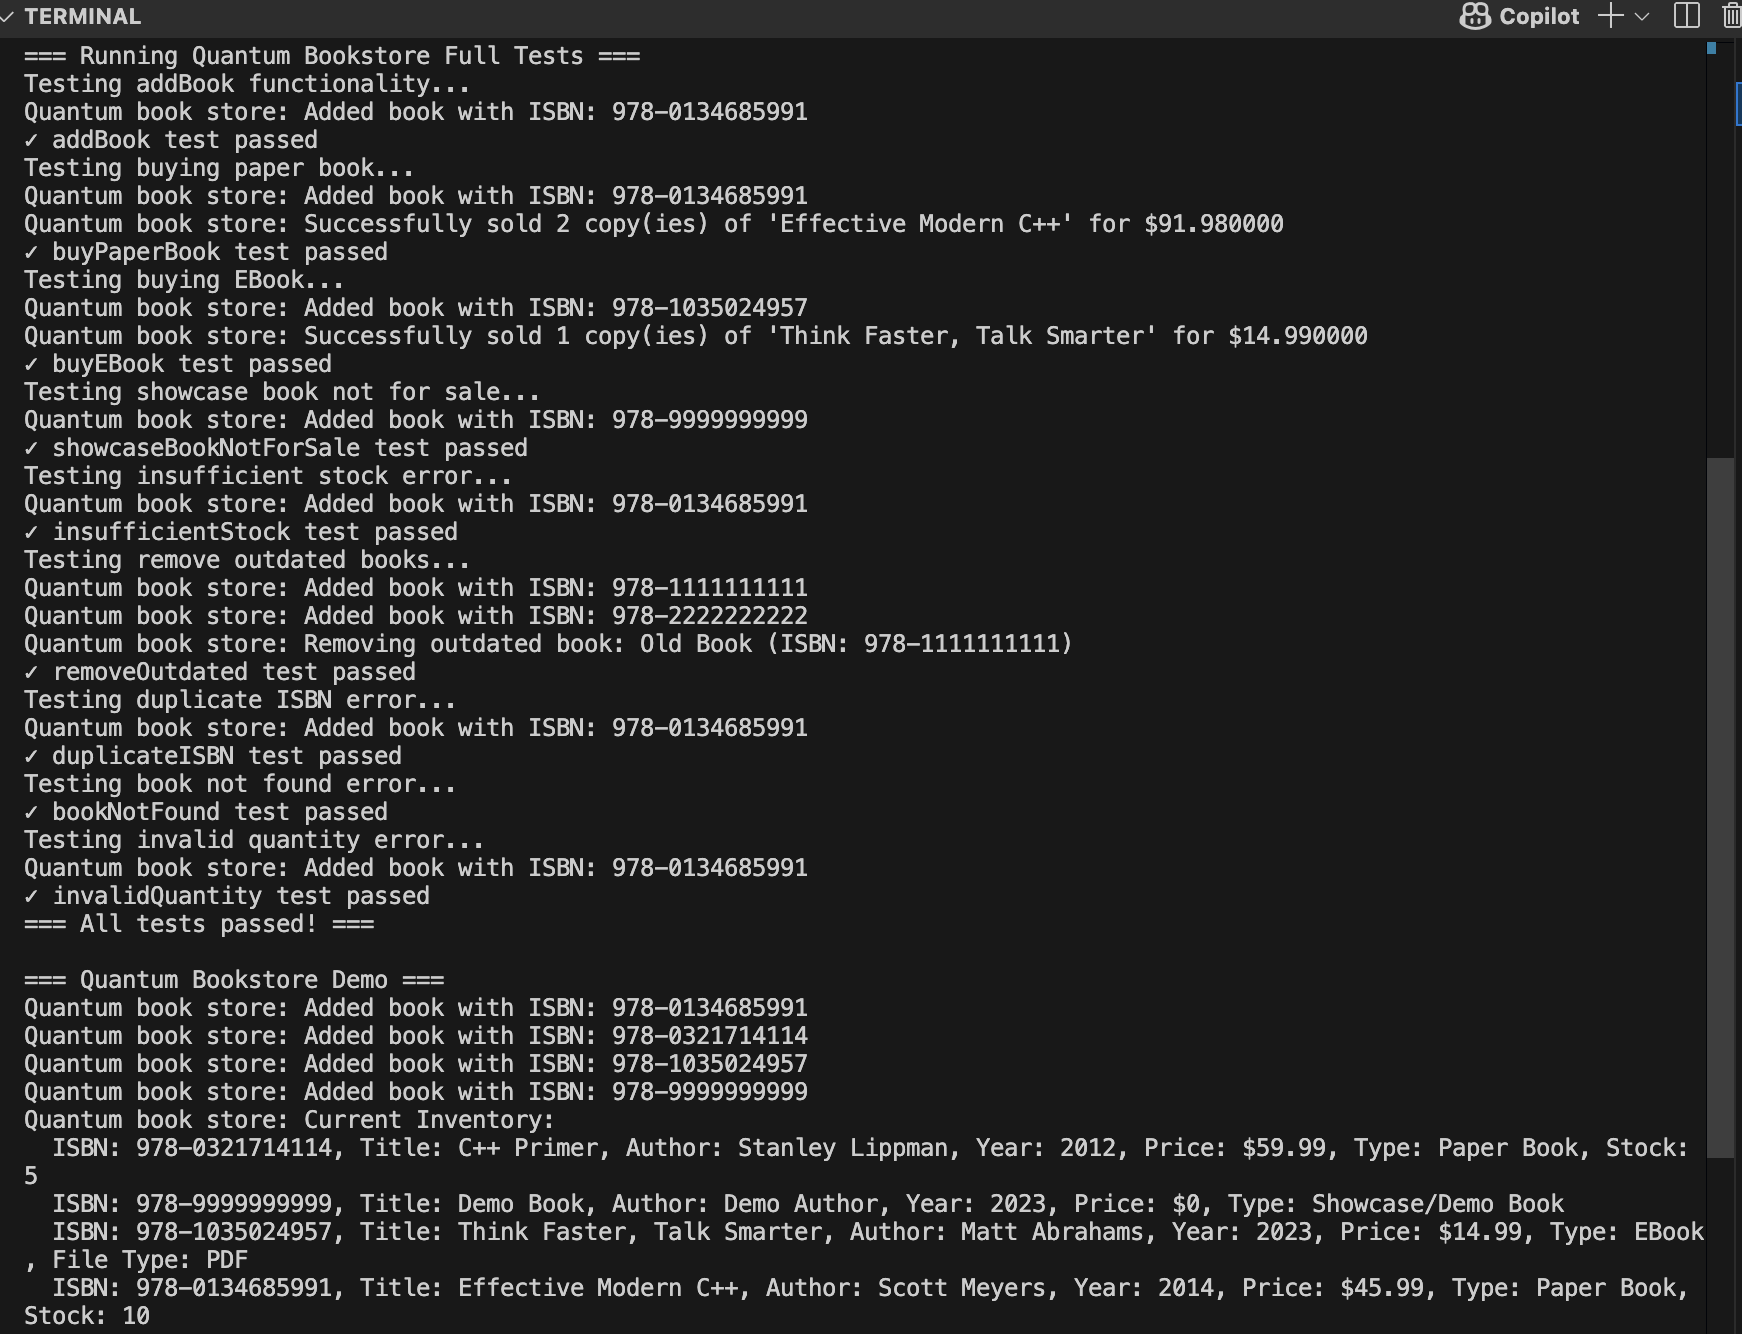 TERMINAL
Copilot
=== Running Quantum Bookstore Full Tests ===
Testing addBook functionality...
Quantum book store: Added book with ISBN: 978-0134685991
✓ addBook test passed
Testing buying paper book...
Quantum book store: Added book with ISBN: 978-0134685991
Quantum book store: Successfully sold 2 copy(ies) of 'Effective Modern C++' for $91.980000
✓ buyPaperBook test passed
Testing buying EBook...
Quantum book store: Added book with ISBN: 978-1035024957
Quantum book store: Successfully sold 1 copy(ies) of 'Think Faster, Talk Smarter' for $14.990000
✓ buyEBook test passed
Testing showcase book not for sale...
Quantum book store: Added book with ISBN: 978-9999999999
✓ showcaseBookNotForSale test passed
Testing insufficient stock error...
Quantum book store: Added book with ISBN: 978-0134685991
✓ insufficientStock test passed
Testing remove outdated books...
Quantum book store: Added book with ISBN: 978-1111111111
Quantum book store: Added book with ISBN: 978-2222222222
Quantum book store: Removing outdated book: Old Book (ISBN: 978-1111111111)
✓ removeOutdated test passed
Testing duplicate ISBN error...
Quantum book store: Added book with ISBN: 978-0134685991
✓ duplicateISBN test passed
Testing book not found error...
✓ bookNotFound test passed
Testing invalid quantity error...
Quantum book store: Added book with ISBN: 978-0134685991
✓ invalidQuantity test passed
=== All tests passed! ===

=== Quantum Bookstore Demo ===
Quantum book store: Added book with ISBN: 978-0134685991
Quantum book store: Added book with ISBN: 978-0321714114
Quantum book store: Added book with ISBN: 978-1035024957
Quantum book store: Added book with ISBN: 978-9999999999
Quantum book store: Current Inventory:
  ISBN: 978-0321714114, Title: C++ Primer, Author: Stanley Lippman, Year: 2012, Price: $59.99, Type: Paper Book, Stock:
5
  ISBN: 978-9999999999, Title: Demo Book, Author: Demo Author, Year: 2023, Price: $0, Type: Showcase/Demo Book
  ISBN: 978-1035024957, Title: Think Faster, Talk Smarter, Author: Matt Abrahams, Year: 2023, Price: $14.99, Type: EBook
, File Type: PDF
  ISBN: 978-0134685991, Title: Effective Modern C++, Author: Scott Meyers, Year: 2014, Price: $45.99, Type: Paper Book,
Stock: 10